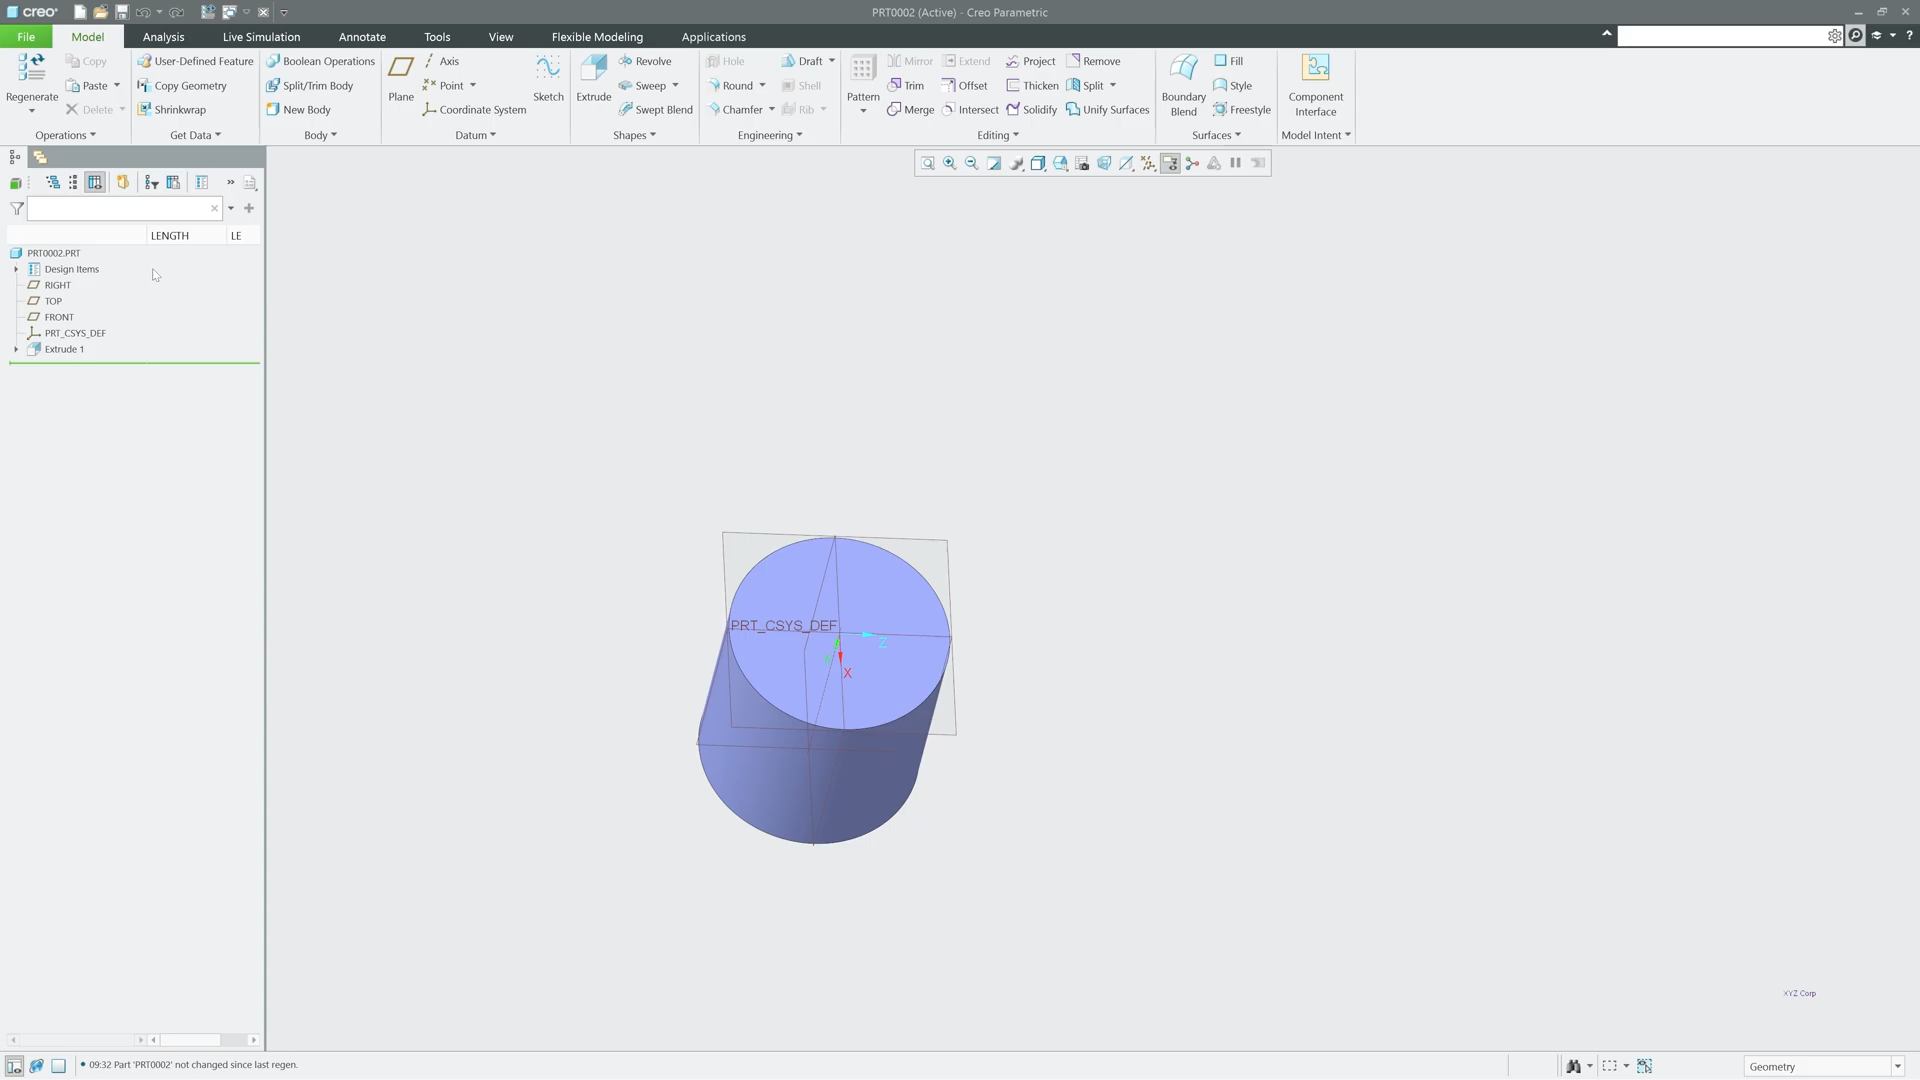 creo
PRT0002 (Active) - Creo Parametric
File Model Analysis Live Simulation Annotate Tools View Flexible Modeling Applications
Regenerate
Copy
Paste
Delete
Operations
User-Defined Feature
Copy Geometry
Shrinkwrap
Get Data
Boolean Operations
Split/Trim Body
New Body
Body
Plane
Axis
Point
Coordinate System
Sketch
Datum
Extrude
Revolve
Sweep
Swept Blend
Shapes
Hole
Draft
Round
Shell
Chamfer
Rib
Engineering
Pattern
Mirror
Extend
Project
Remove
Trim
Offset
Thicken
Split
Merge
Intersect
Solidify
Unify Surfaces
Editing
Boundary
Blend
Fill
Style
Freestyle
Surfaces
Component
Interface
Model Intent
LENGTH LE
PRT0002.PRT
Design Items
RIGHT
TOP
FRONT
PRT_CSYS_DEF
Extrude 1
PRT_CSYS_DEF
Z
X
XYZ Corp
09:32 Part 'PRT0002' not changed since last regen.
Geometry